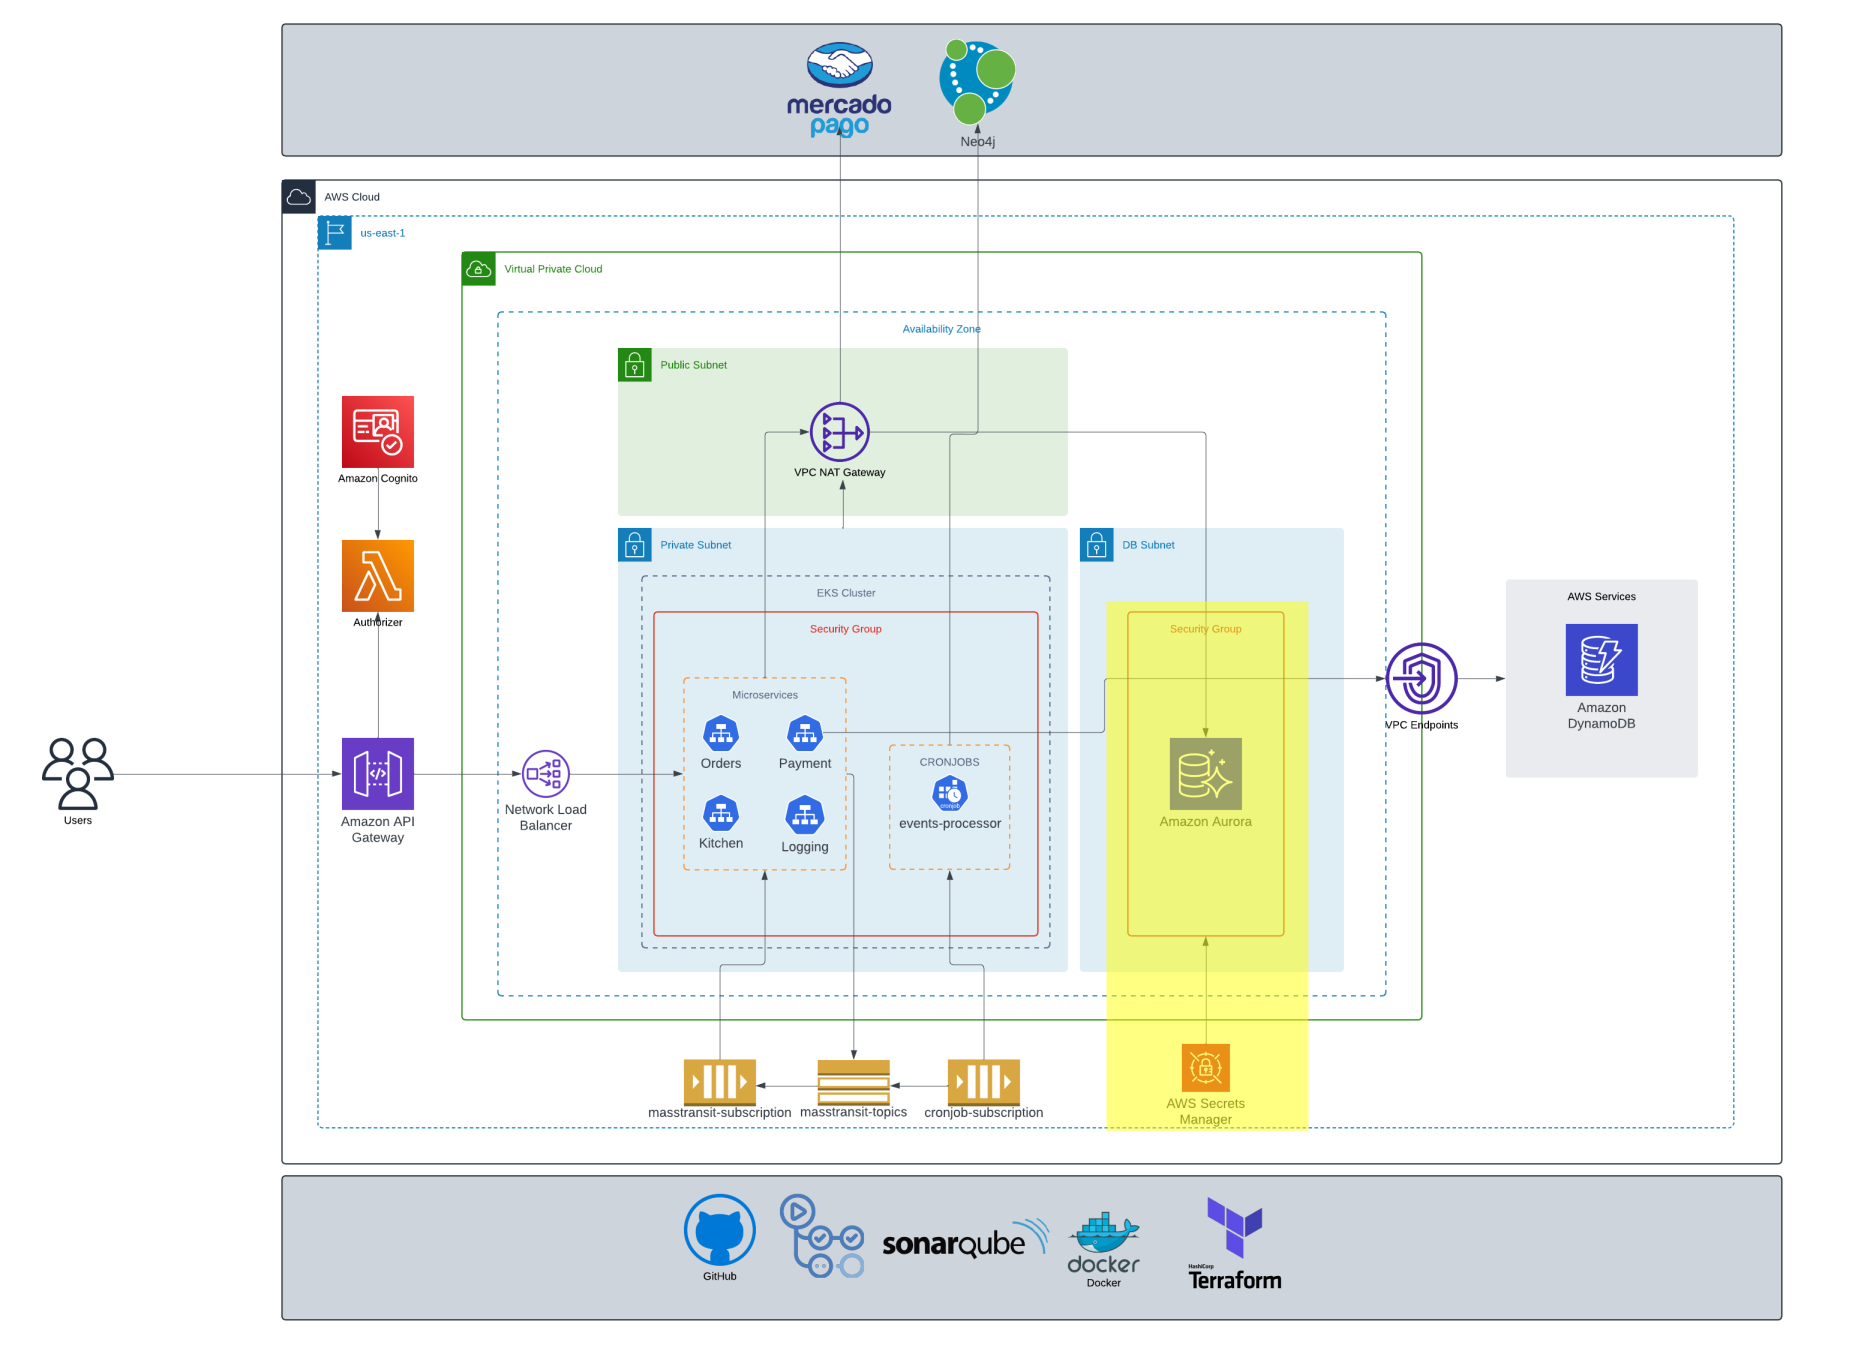 mercado
pago
Neo4j
AWS Cloud
us-east-1
Virtual Private Cloud
Availability Zone
Public Subnet
VPC NAT Gateway
Amazon Cognito
Authorizer
Private Subnet
DB Subnet
EKS Cluster
Security Group
Security Group
AWS Services
Microservices
Orders
Payment
Kitchen
Logging
CRONJOBS
cronjob
events-processor
Amazon Aurora
VPC Endpoints
Amazon
DynamoDB
Users
</>
Amazon API
Gateway
Network Load
Balancer
masstransit-subscription
masstransit-topics
cronjob-subscription
AWS Secrets
Manager
GitHub
sonarqube
docker
Docker
HashiCorp
Terraform